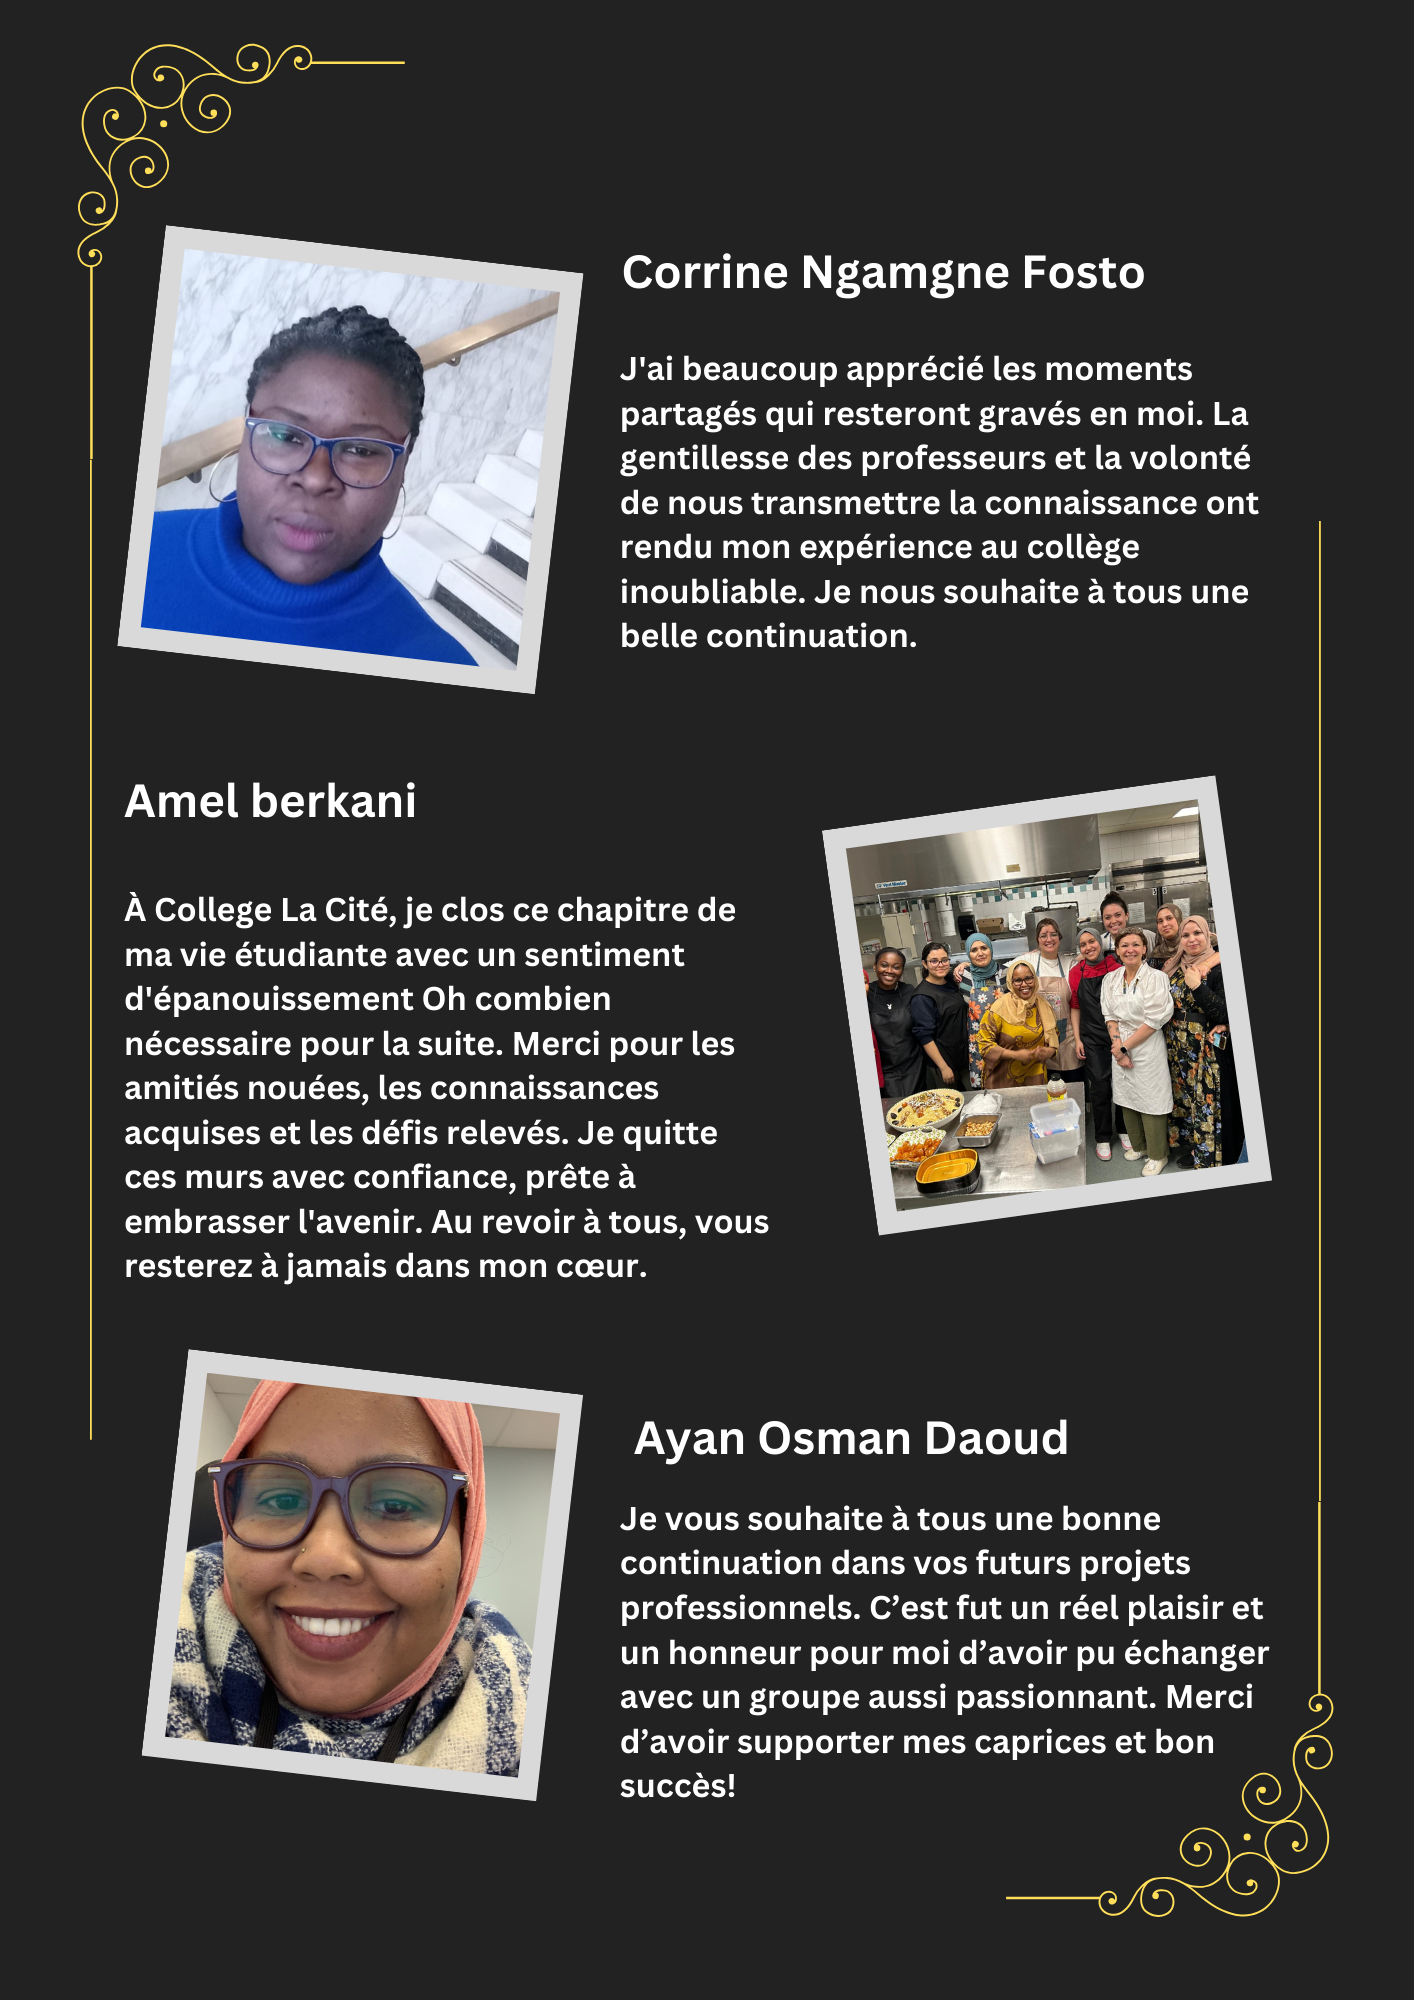 Corrine Ngamgne Fosto
J'ai beaucoup apprécié les moments
partagés qui resteront gravés en moi. La
gentillesse des professeurs et la volonté
de nous transmettre la connaissance ont
rendu mon expérience au collège
inoubliable. Je nous souhaite à tous une
belle continuation.
Amel berkani
À College La Cité, je clos ce chapitre de
ma vie étudiante avec un sentiment
d'épanouissement Oh combien
nécessaire pour la suite. Merci pour les
amitiés nouées, les connaissances
acquises et les défis relevés. Je quitte
ces murs avec confiance, prête à
embrasser l'avenir. Au revoir à tous, vous
resterez à jamais dans mon cœur.
Ayan Osman Daoud
Je vous souhaite à tous une bonne
continuation dans vos futurs projets
professionnels. C’est fut un réel plaisir et
un honneur pour moi d’avoir pu échanger
avec un groupe aussi passionnant. Merci
d’avoir supporter mes caprices et bon
succès!